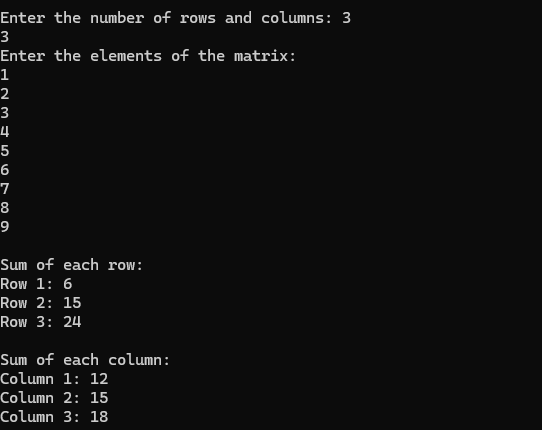 Enter the number of rows and columns: 3
3
Enter the elements of the matrix:
1
2
3
4
5
6
7
8
9
Sum of each row:
Row 1: 6
Row 2: 15
Row 3: 24
Sum of each column:
Column 1: 12
Column 2: 15
Column 3: 18